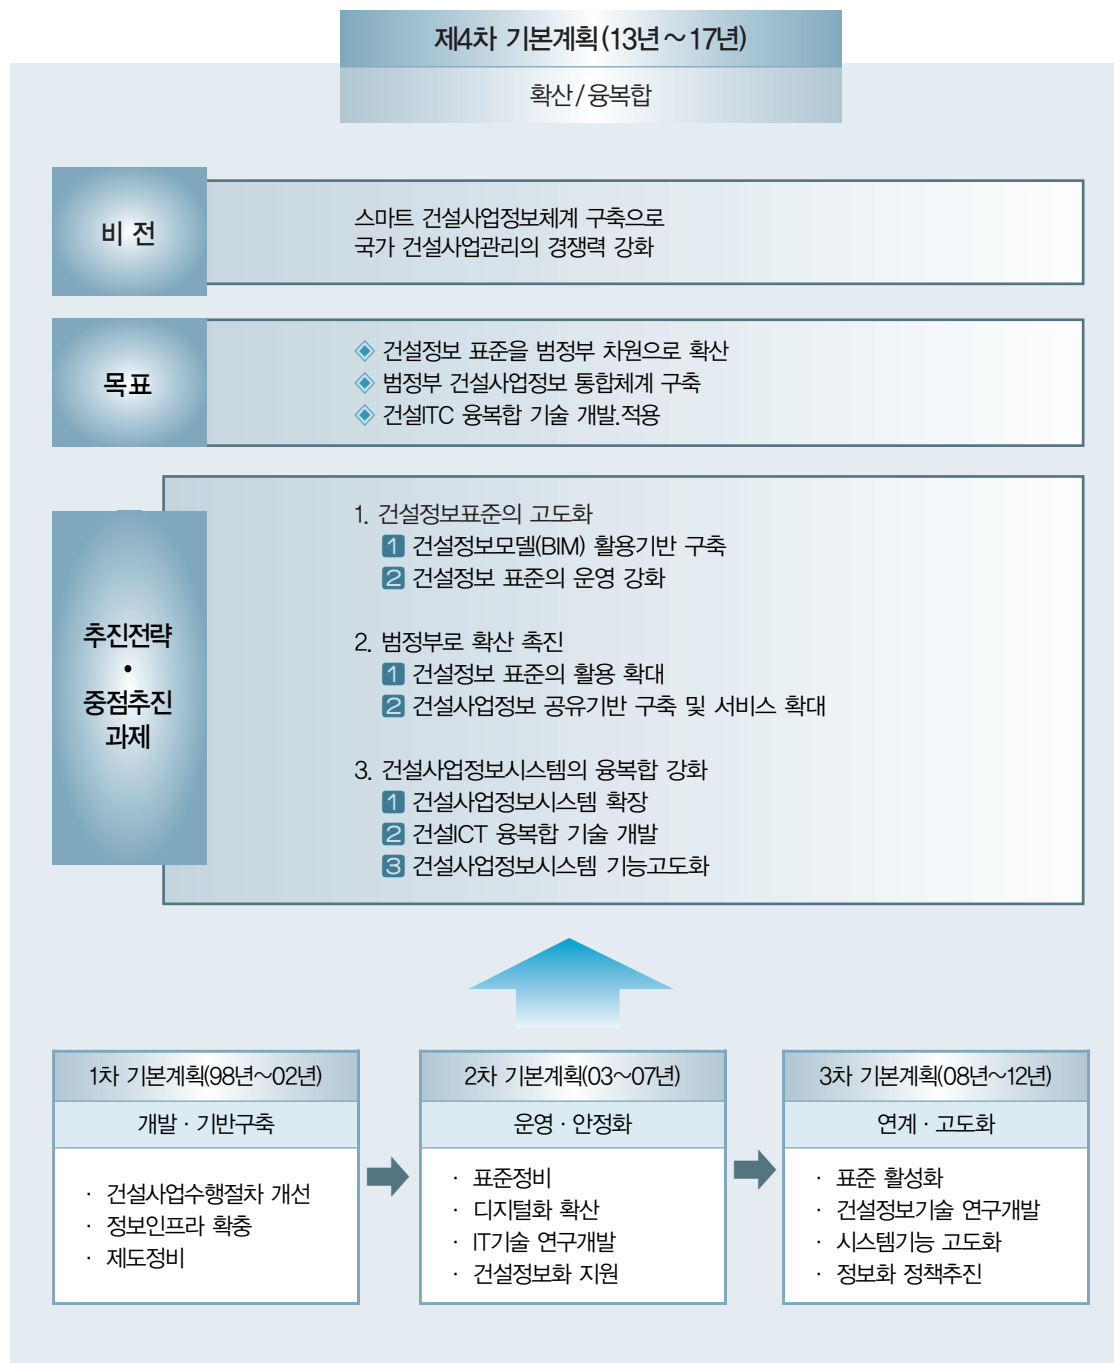 제4차 기본계획(13년～17년)
확산/융복합
비 전
스마트 건설사업정보체계 구축으로
국가 건설사업관리의 경쟁력 강화
목표
◈ 건설정보 표준을 범정부 차원으로 확산
◈ 범정부 건설사업정보 통합체계 구축
◈ 건설ITC 융복합 기술 개발.적용
추진전략
•
중점추진
과제
1. 건설정보표준의 고도화
1 건설정보모델(BIM) 활용기반 구축
2 건설정보 표준의 운영 강화
2. 범정부로 확산 촉진
1 건설정보 표준의 활용 확대
2 건설사업정보 공유기반 구축 및 서비스 확대
3. 건설사업정보시스템의 융복합 강화
1 건설사업정보시스템 확장
2 건설ICT 융복합 기술 개발
3 건설사업정보시스템 기능고도화
1차 기본계획(98년～02년)
개발 · 기반구축
· 건설사업수행절차 개선
· 정보인프라 확충
· 제도정비
2차 기본계획(03～07년)
운영 · 안정화
· 표준정비
· 디지털화 확산
· IT기술 연구개발
· 건설정보화 지원
3차 기본계획(08년～12년)
연계 · 고도화
· 표준 활성화
· 건설정보기술 연구개발
· 시스템기능 고도화
· 정보화 정책추진